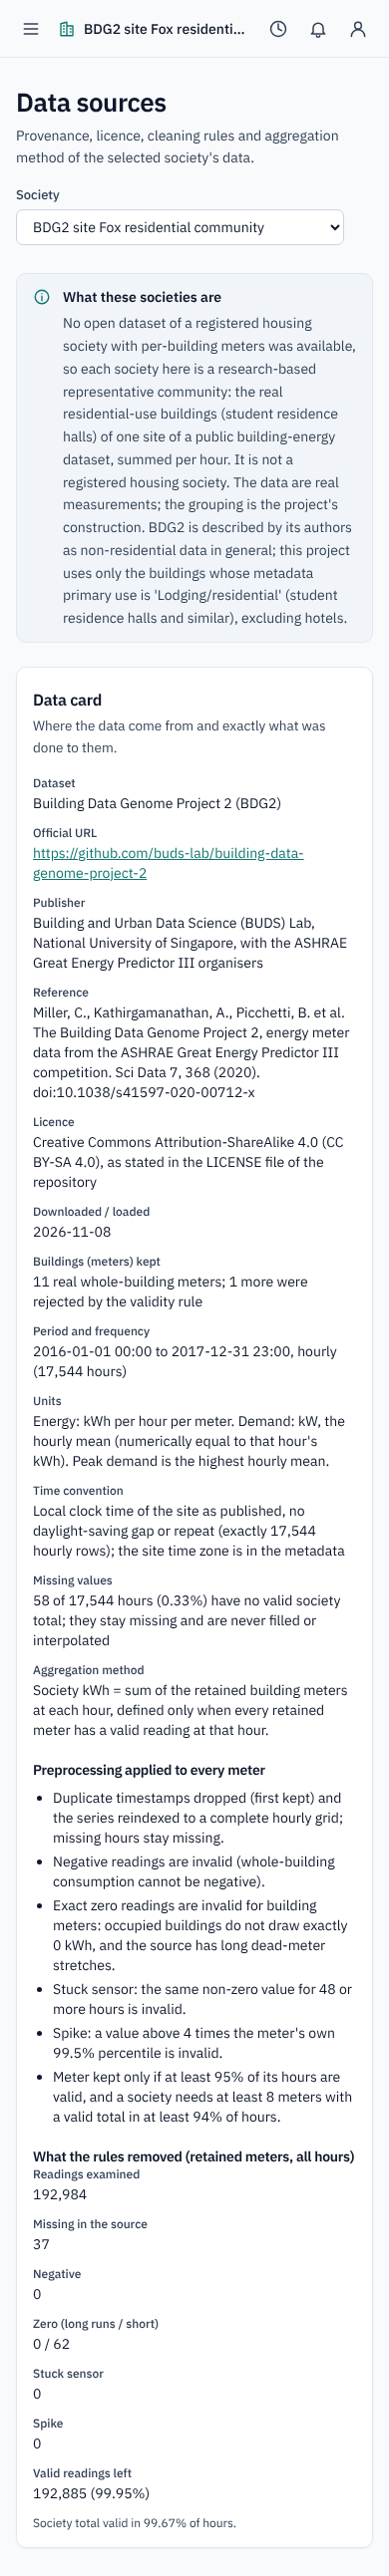 BDG2 site Fox residenti...
Data sources
Provenance, licence, cleaning rules and aggregation
method of the selected society's data.
Society
BDG2 site Fox residential community
What these societies are
No open dataset of a registered housing
society with per-building meters was available,
so each society here is a research-based
representative community: the real
residential-use buildings (student residence
halls) of one site of a public building-energy
dataset, summed per hour. It is not a
registered housing society. The data are real
measurements; the grouping is the project's
construction. BDG2 is described by its authors
as non-residential data in general; this project
uses only the buildings whose metadata
primary use is 'Lodging/residential' (student
residence halls and similar), excluding hotels.
Data card
Where the data come from and exactly what was
done to them.
Dataset
Building Data Genome Project 2 (BDG2)
Official URL
https://github.com/buds-lab/building-data-
genome-project-2
Publisher
Building and Urban Data Science (BUDS) Lab,
National University of Singapore, with the ASHRAE
Great Energy Predictor III organisers
Reference
Miller, C., Kathirgamanathan, A., Picchetti, B. et al.
The Building Data Genome Project 2, energy meter
data from the ASHRAE Great Energy Predictor III
competition. Sci Data 7, 368 (2020).
doi:10.1038/s41597-020-00712-x
Licence
Creative Commons Attribution-ShareAlike 4.0 (CC
BY-SA 4.0), as stated in the LICENSE file of the
repository
Downloaded / loaded
2026-11-08
Buildings (meters) kept
11 real whole-building meters; 1 more were
rejected by the validity rule
Period and frequency
2016-01-01 00:00 to 2017-12-31 23:00, hourly
(17,544 hours)
Units
Energy: kWh per hour per meter. Demand: kW, the
hourly mean (numerically equal to that hour's
kWh). Peak demand is the highest hourly mean.
Time convention
Local clock time of the site as published, no
daylight-saving gap or repeat (exactly 17,544
hourly rows); the site time zone is in the metadata
Missing values
58 of 17,544 hours (0.33%) have no valid society
total; they stay missing and are never filled or
interpolated
Aggregation method
Society kWh = sum of the retained building meters
at each hour, defined only when every retained
meter has a valid reading at that hour.
Preprocessing applied to every meter
• Duplicate timestamps dropped (first kept) and
the series reindexed to a complete hourly grid;
missing hours stay missing.
• Negative readings are invalid (whole-building
consumption cannot be negative).
• Exact zero readings are invalid for building
meters: occupied buildings do not draw exactly
0 kWh, and the source has long dead-meter
stretches.
• Stuck sensor: the same non-zero value for 48 or
more hours is invalid.
• Spike: a value above 4 times the meter's own
99.5% percentile is invalid.
• Meter kept only if at least 95% of its hours are
valid, and a society needs at least 8 meters with
a valid total in at least 94% of hours.
What the rules removed (retained meters, all hours)
Readings examined
192,984
Missing in the source
37
Negative
0
Zero (long runs / short)
0 / 62
Stuck sensor
0
Spike
0
Valid readings left
192,885 (99.95%)
Society total valid in 99.67% of hours.